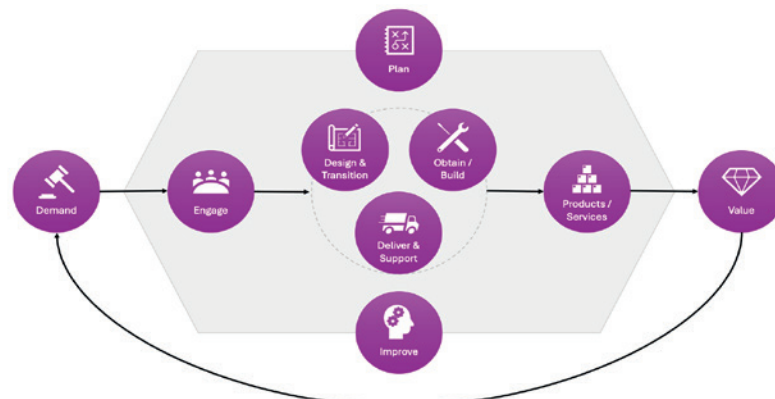 Plan
Design &
Transition
Obtain /
Build
Demand
Engage
Products /
Services
Value
Deliver &
Support
Improve